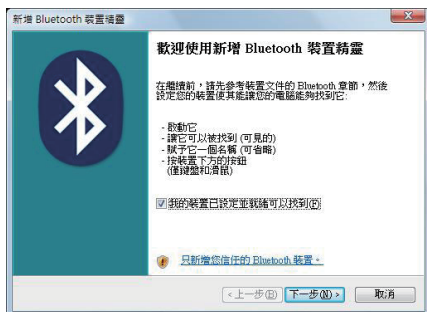 新增 Bluetooth 裝置精靈
歡迎使用新增 Bluetooth 裝置精靈
在繼續前，請先參考裝置文件的 Bluetooth 章節，然後
設定您的裝置使其能讓您的電腦能夠找到它:
- 啟動它
- 讓它可以被找到 (可見的)
- 賦予它一個名稱 (可省略)
- 按裝置下方的按鈕
(僅鍵盤和滑鼠)
我的裝置已設定並就緒可以找到(F)
只新增您信任的 Bluetooth 裝置。
< 上一步(B) 下一步(N) > 取消